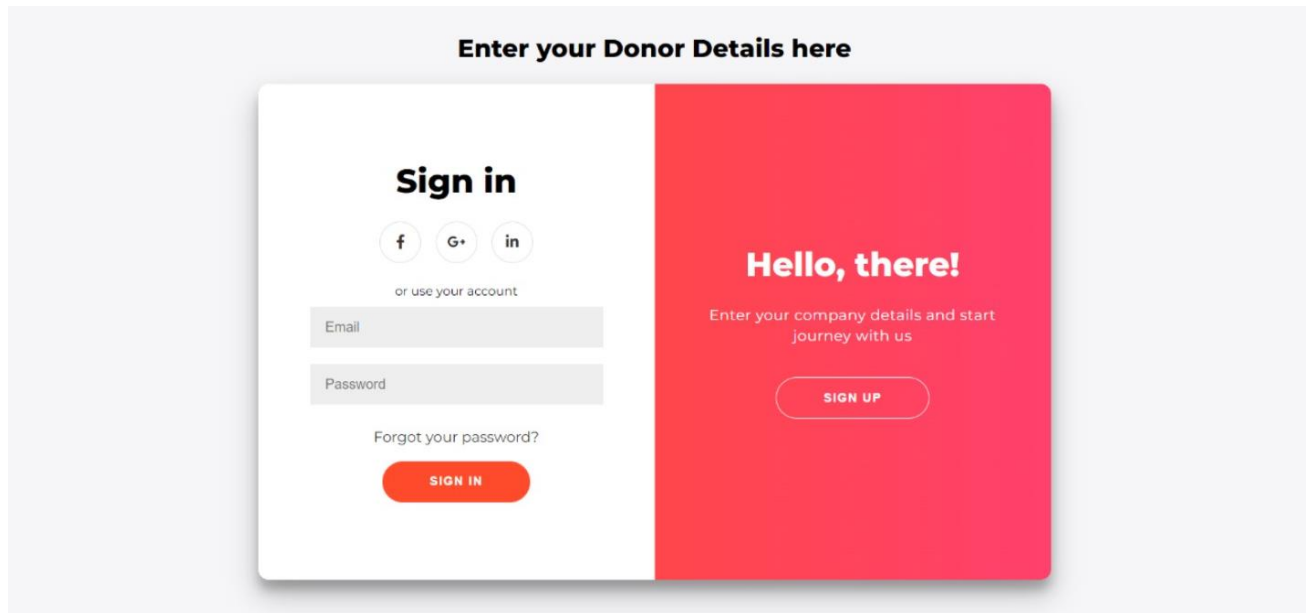 Enter your Donor Details here
Sign in
f G+ in
or use your account
Email
Password
Forgot your password?
SIGN IN
Hello, there!
Enter your company details and start
journey with us
SIGN UP